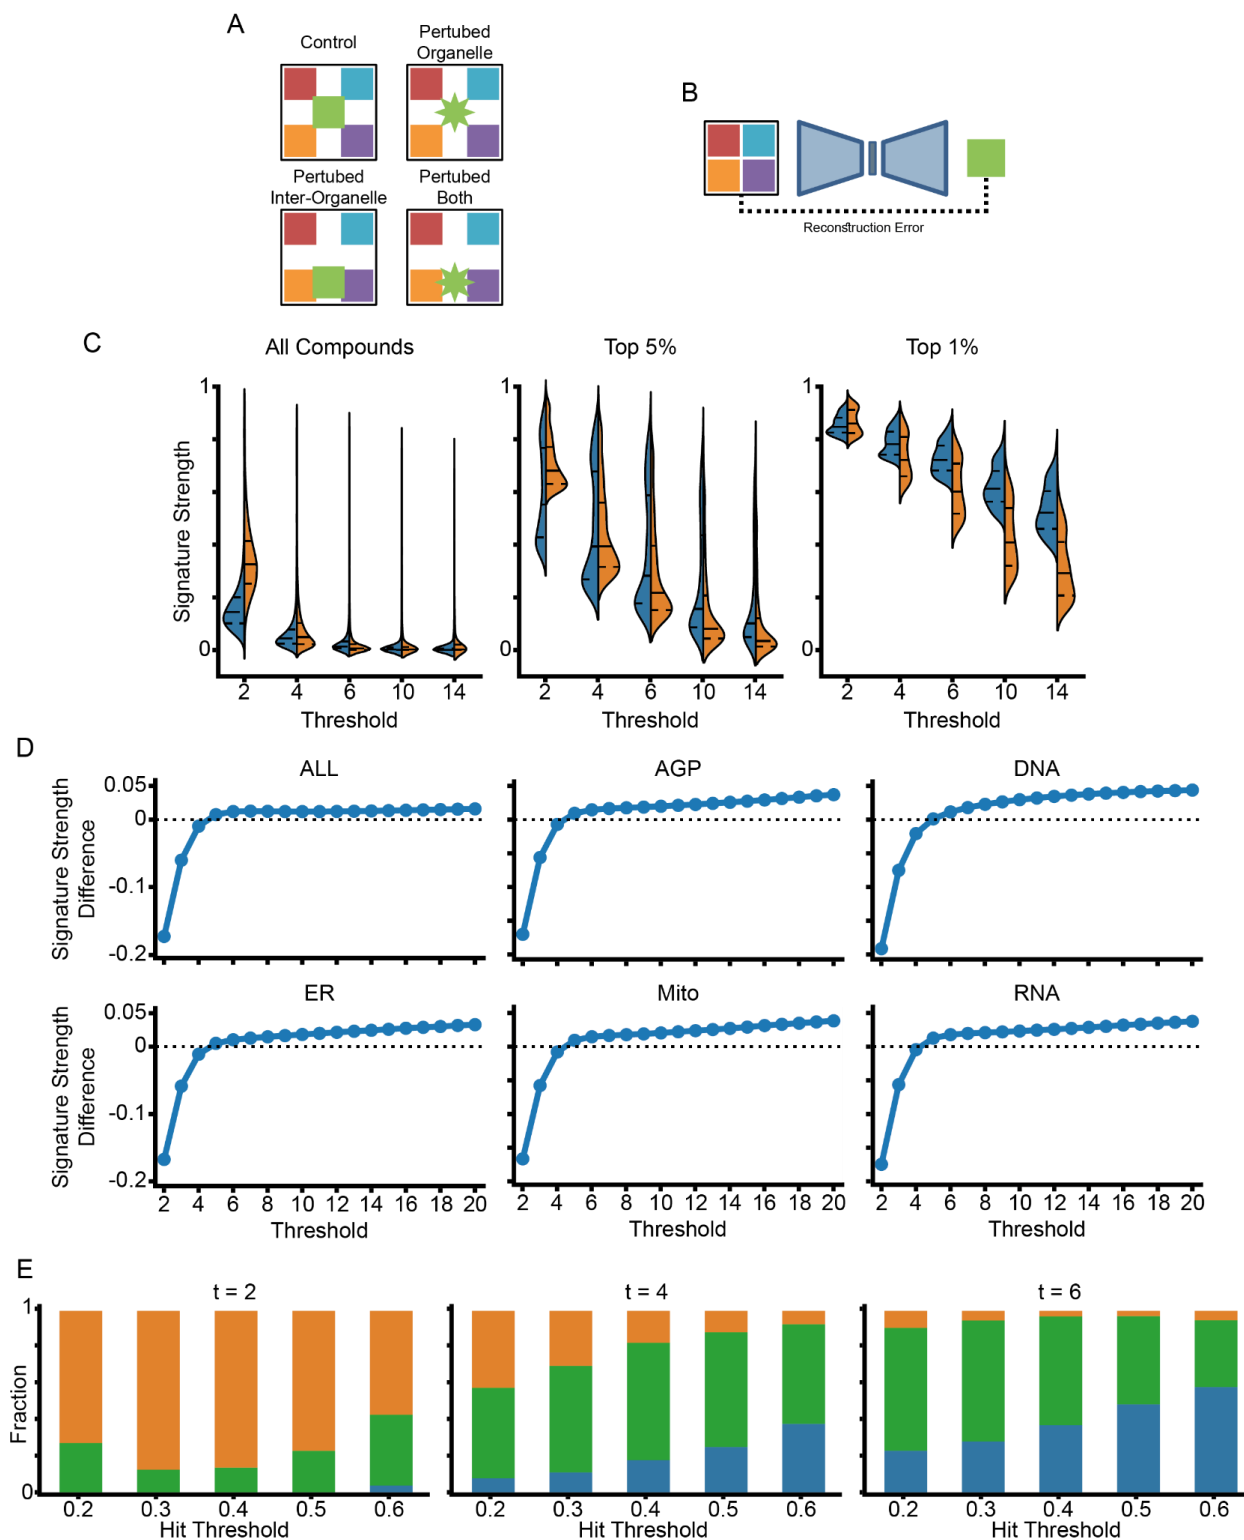 A
Control
Pertubed
Organelle
Pertubed
Inter-Organelle
Pertubed
Both
B
Reconstruction Error
C
All Compounds
Top 5%
Top 1%
Signature Strength
1
0
2 4 6 10 14
2 4 6 10 14
1
0
2 4 6 10 14
1
0
Threshold
Threshold
Threshold
D
ALL
AGP
DNA
Signature Strength
Difference
0.05
0
-0.1
-0.2
ER
Mito
RNA
Signature Strength
Difference
0.05
0
-0.1
-0.2
2 4 6 8 10 12 14 16 18 20
2 4 6 8 10 12 14 16 18 20
2 4 6 8 10 12 14 16 18 20
Threshold
Threshold
Threshold
E
t = 2
t = 4
t = 6
Fraction
1
0
0.2 0.3 0.4 0.5 0.6
0.2 0.3 0.4 0.5 0.6
0.2 0.3 0.4 0.5 0.6
Hit Threshold
Hit Threshold
Hit Threshold